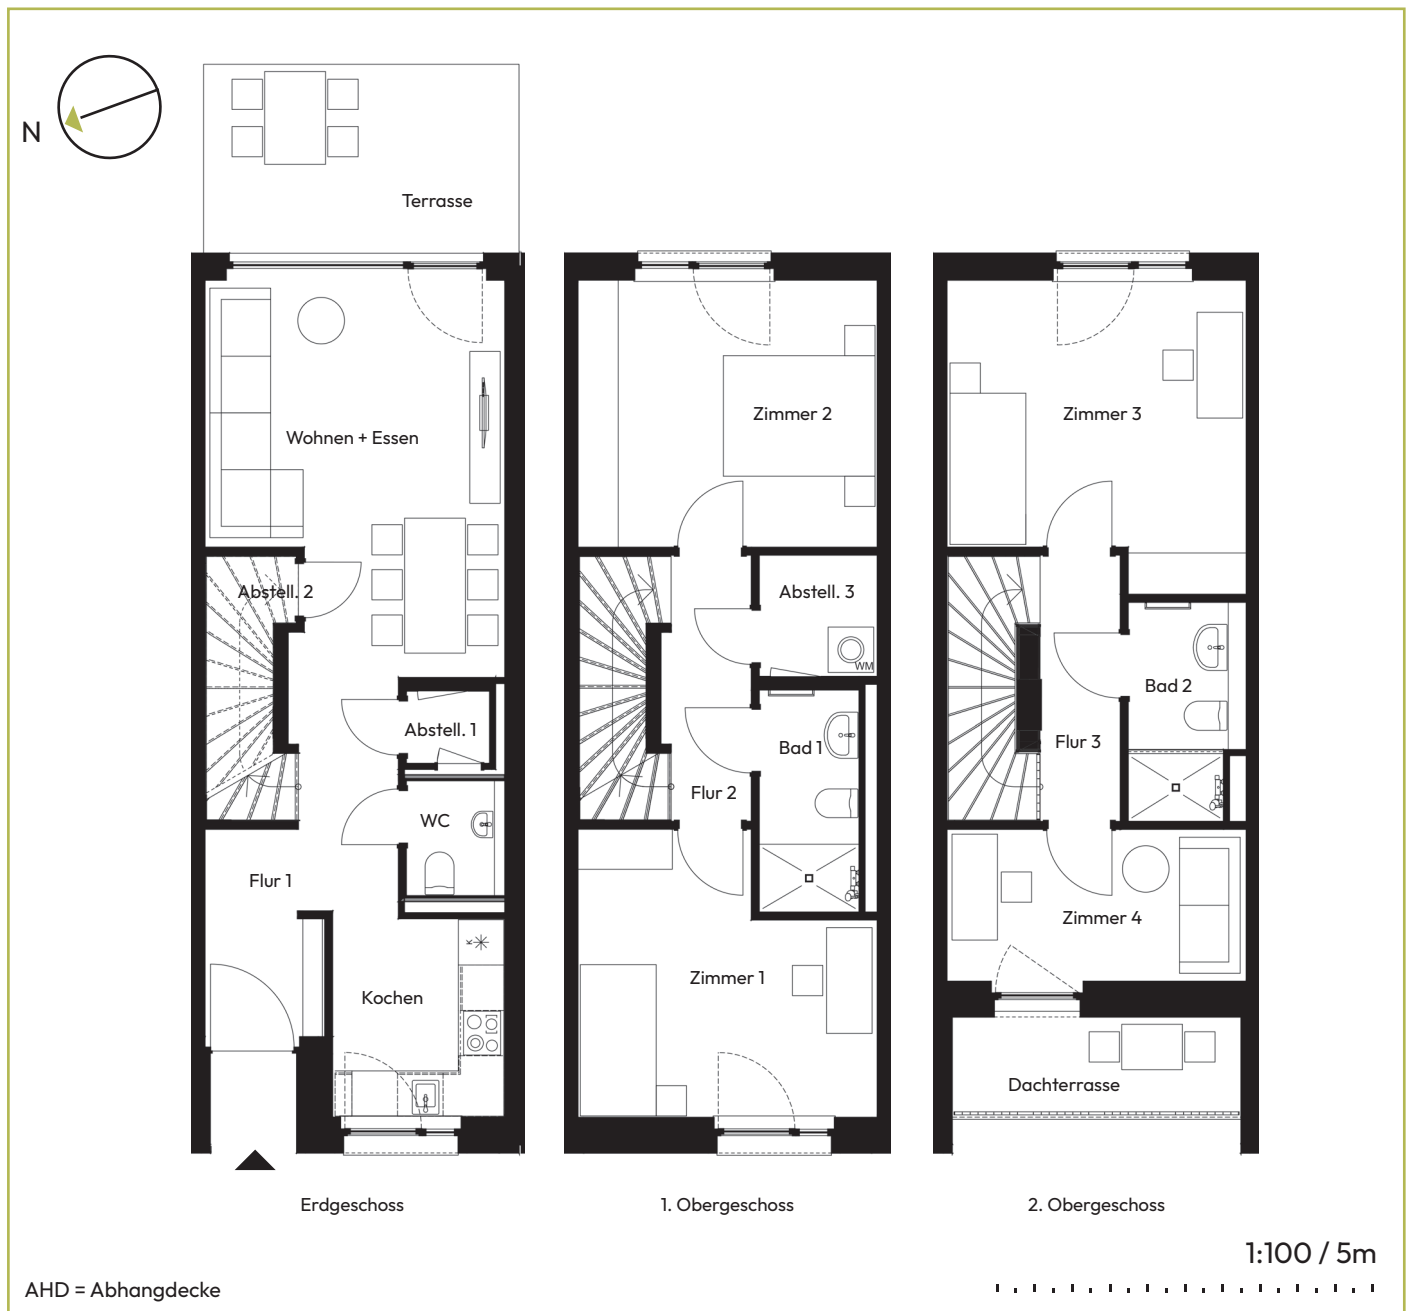 N
Terrasse
Wohnen + Essen
Abstell. 2
Abstell. 1
WC
Flur 1
K
Kochen
Erdgeschoss
Zimmer 2
Abstell. 3
WM
Bad 1
Flur 2
Zimmer 1
1. Obergeschoss
Zimmer 3
Bad 2
Flur 3
Zimmer 4
Dachterrasse
2. Obergeschoss
1:100 / 5m
AHD = Abhangdecke